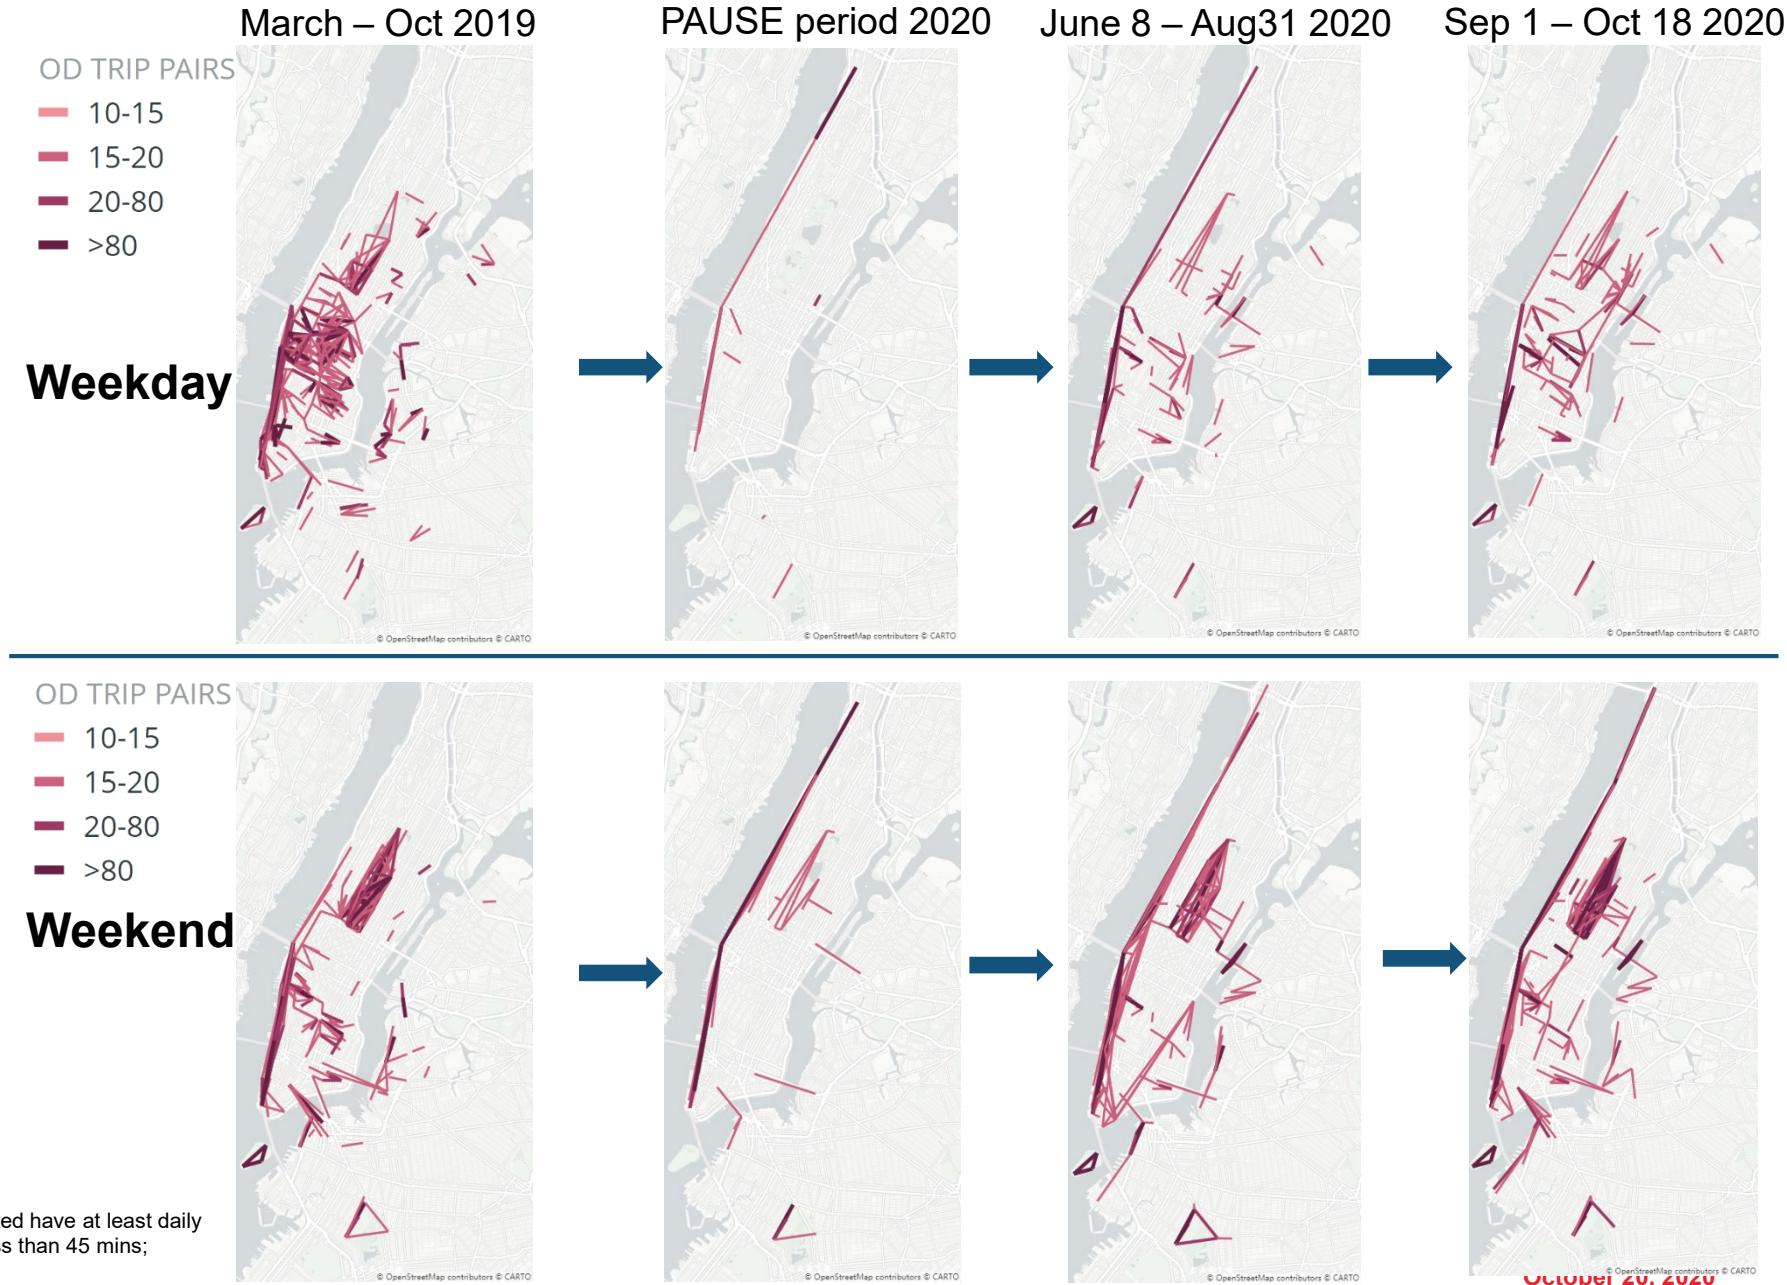 March – Oct 2019
PAUSE period 2020
June 8 – Aug31 2020
Sep 1 – Oct 18 2020
OD TRIP PAIRS
10-15
15-20
20-80
>80
Weekday
© OpenStreetMap contributors © CARTO
© OpenStreetMap contributors © CARTO
© OpenStreetMap contributors © CARTO
© OpenStreetMap contributors © CARTO
OD TRIP PAIRS
10-15
15-20
20-80
>80
Weekend
ed have at least daily
s than 45 mins;
© OpenStreetMap contributors © CARTO
© OpenStreetMap contributors © CARTO
© OpenStreetMap contributors © CARTO
© OpenStreetMap contributors © CARTO
October 20, 2020